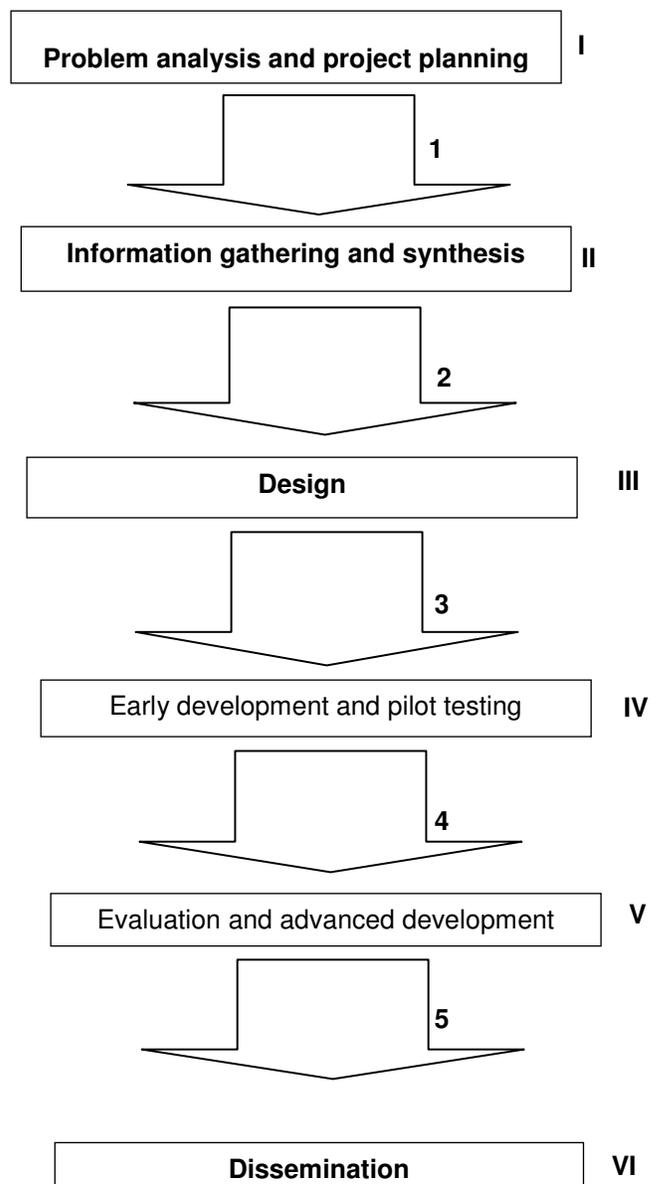 Problem analysis and project planning I
1
Information gathering and synthesis II
2
Design III
3
Early development and pilot testing IV
4
Evaluation and advanced development V
5
Dissemination VI